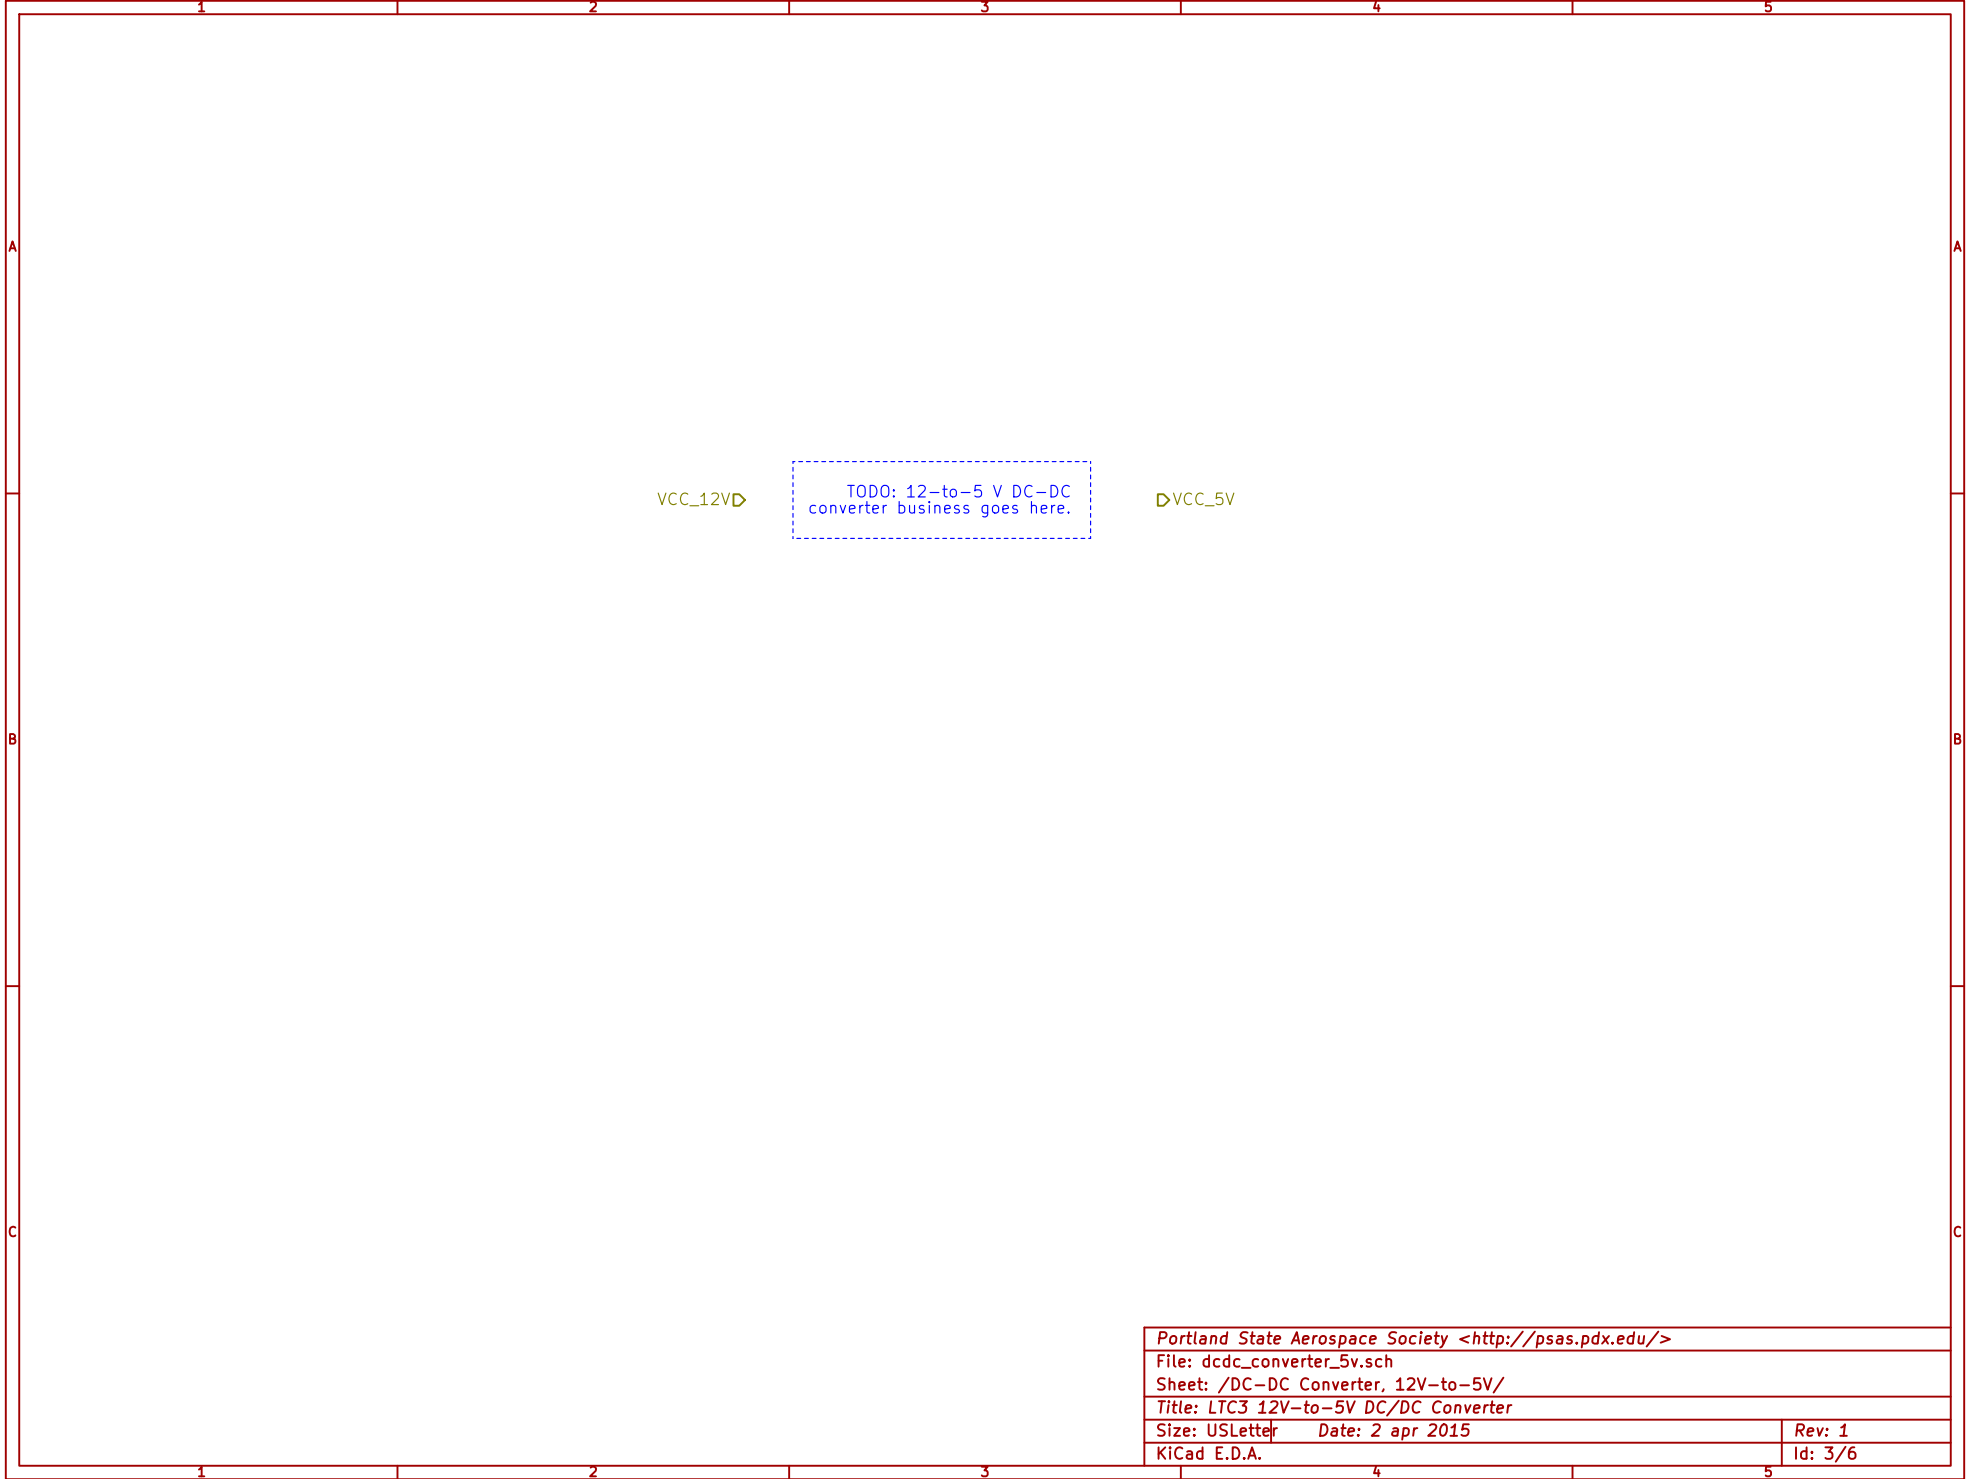 1 2 3 4 5
A A
VCC_12V TODO: 12-to-5 V DC-DC VCC_5V
converter business goes here.
B B
C C
Portland State Aerospace Society <http://psas.pdx.edu/>
File: dcdc_converter_5v.sch
Sheet: /DC-DC Converter, 12V-to-5V/
Title: LTC3 12V-to-5V DC/DC Converter
Size: USLetter Date: 2 apr 2015 Rev: 1
KiCad E.D.A. Id: 3/6
1 2 3 4 5